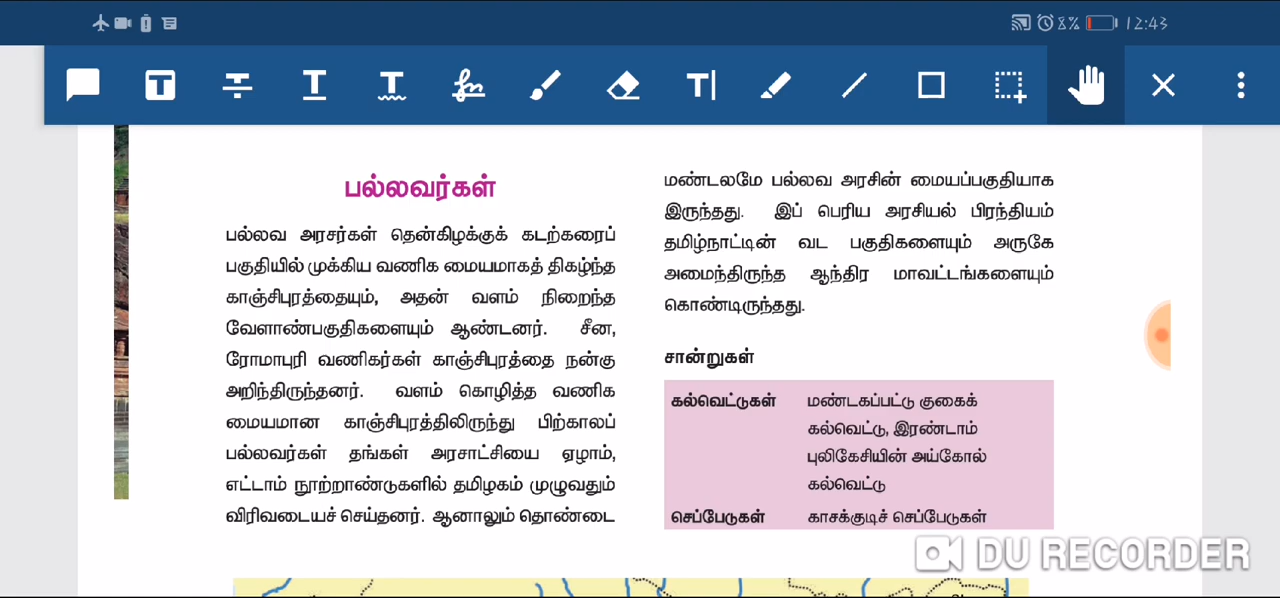 8% 12:43
பல்லவர்கள்
பல்லவ அரசர்கள் தென்கிழக்குக் கடற்கரைப்
பகுதியில் முக்கிய வணிக மையமாகத் திகழ்ந்த
காஞ்சிபுரத்தையும், அதன் வளம் நிறைந்த
வேளாண்பகுதிகளையும் ஆண்டனர். சீன,
ரோமாபுரி வணிகர்கள் காஞ்சிபுரத்தை நன்கு
அறிந்திருந்தனர். வளம் கொழித்த வணிக
மையமான காஞ்சிபுரத்திலிருந்து பிற்காலப்
பல்லவர்கள் தங்கள் அரசாட்சியை ஏழாம்,
எட்டாம் நூற்றாண்டுகளில் தமிழகம் முழுவதும்
விரிவடையச் செய்தனர். ஆனாலும் தொண்டை
மண்டலமே பல்லவ அரசின் மையப்பகுதியாக
இருந்தது. இப் பெரிய அரசியல் பிரந்தியம்
தமிழ்நாட்டின் வட பகுதிகளையும் அருகே
அமைந்திருந்த ஆந்திர மாவட்டங்களையும்
கொண்டிருந்தது.
சான்றுகள்
கல்வெட்டுகள் மண்டகப்பட்டு குகைக்
கல்வெட்டு, இரண்டாம்
புலிகேசியின் அய்கோல்
கல்வெட்டு
செப்பேடுகள் காசக்குடிச் செப்பேடுகள்
DU RECORDER